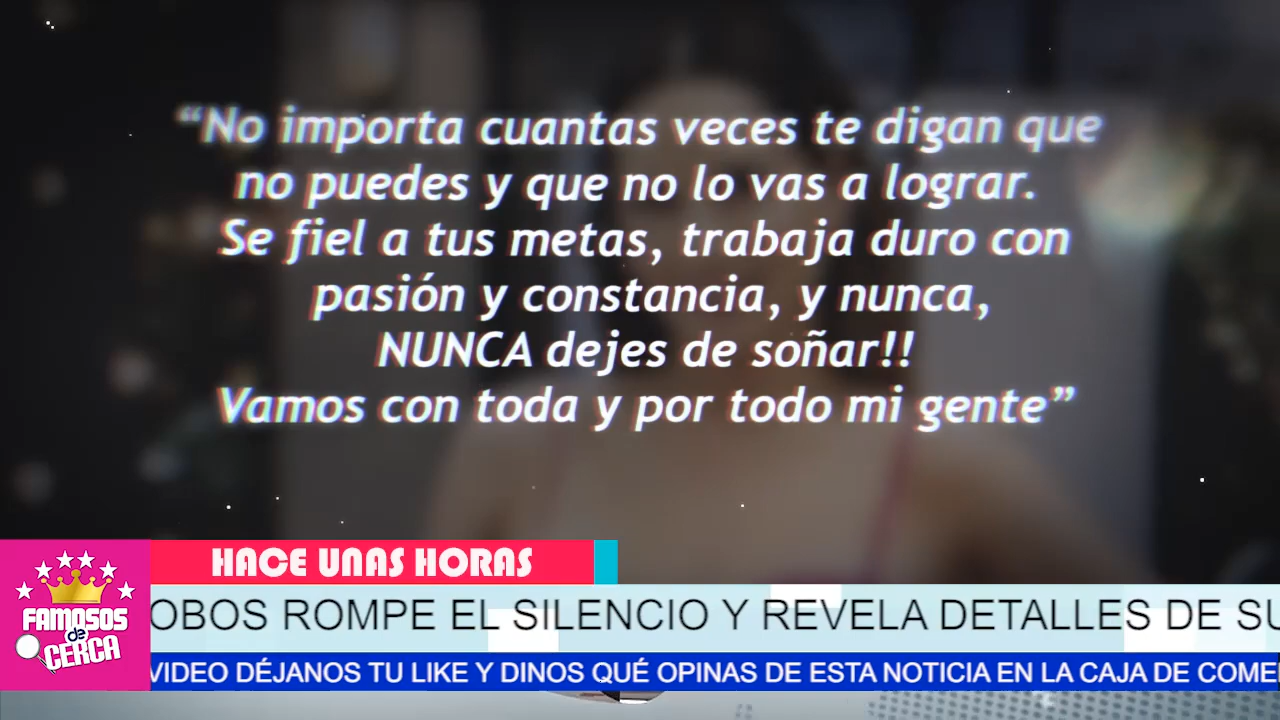 “No importa cuantas veces te digan que
no puedes y que no lo vas a lograr.
Se fiel a tus metas, trabaja duro con
pasión y constancia, y nunca,
NUNCA dejes de soñar!!
Vamos con toda y por todo mi gente”
HACE UNAS HORAS
FAMOSOS
de
CERCA
OBOS ROMPE EL SILENCIO Y REVELA DETALLES DE SU
VIDEO DÉJANOS TU LIKE Y DINOS QUÉ OPINAS DE ESTA NOTICIA EN LA CAJA DE COME